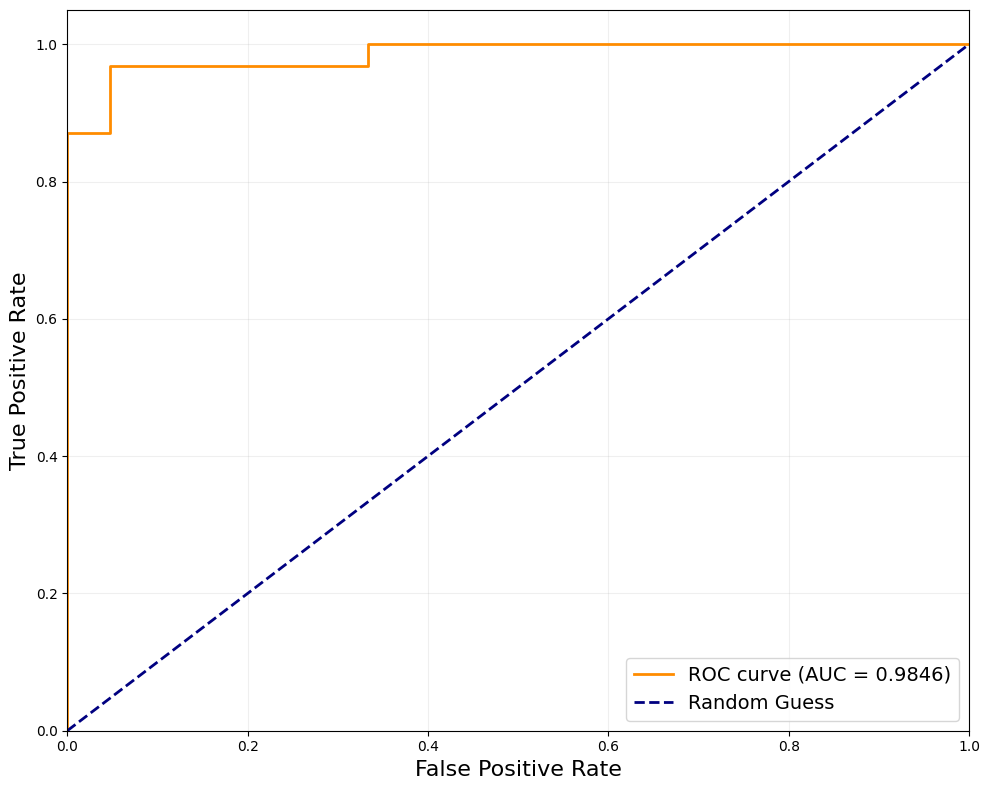 True Positive Rate
1.0
0.8
0.6
0.4
0.2
0.0
ROC curve (AUC = 0.9846)
Random Guess
0.0 0.2 0.4 0.6 0.8 1.0
False Positive Rate